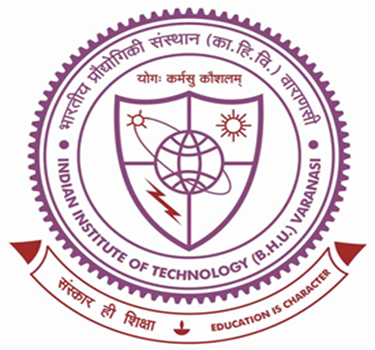 भारतीय प्रौद्योगिकी संस्थान (का.हि.वि.) वाराणसी
योगः कर्मसु कौशलम्
INDIAN INSTITUTE OF TECHNOLOGY (B.H.U.) VARANASI
संस्कार ही शिक्षा
EDUCATION IS CHARACTER